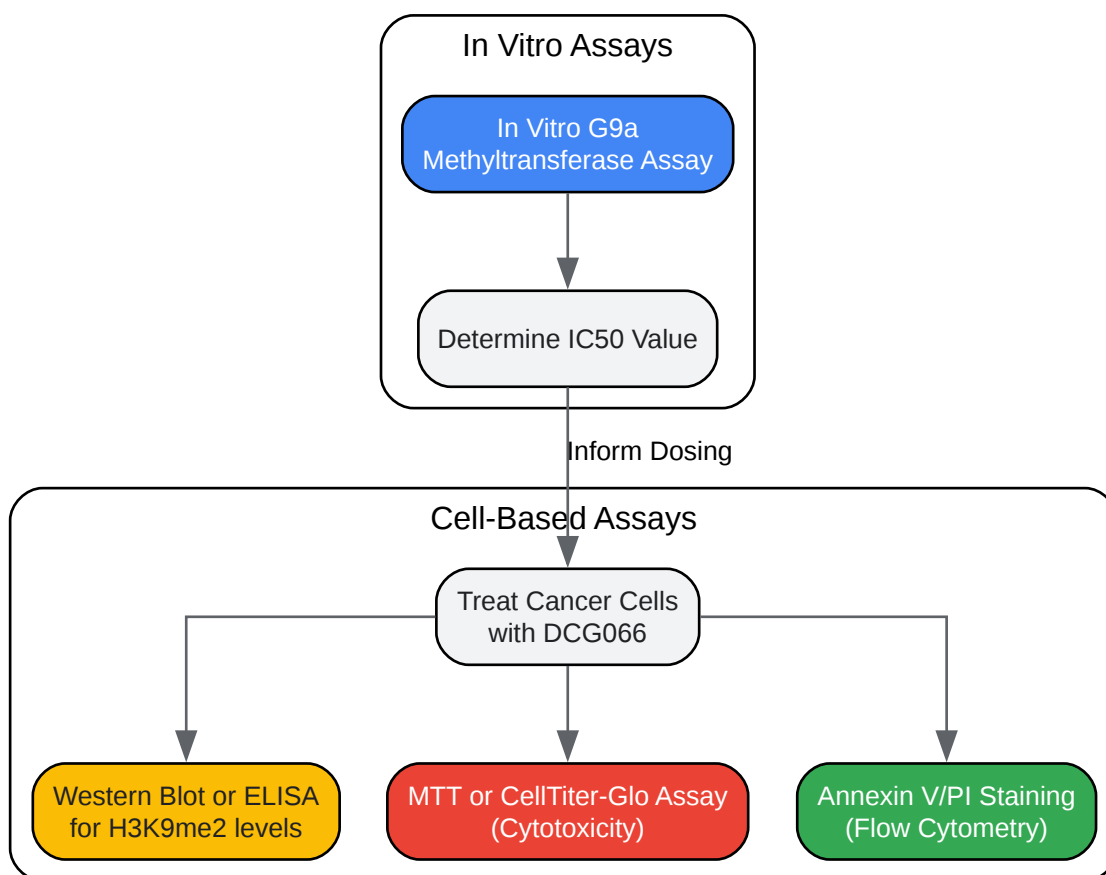 In Vitro Assays
In Vitro G9a
Methyltransferase Assay
Determine IC50 Value
Inform Dosing
Cell-Based Assays
Treat Cancer Cells
with DCG066
Western Blot or ELISA
for H3K9me2 levels
MTT or CellTiter-Glo Assay
(Cytotoxicity)
Annexin V/PI Staining
(Flow Cytometry)